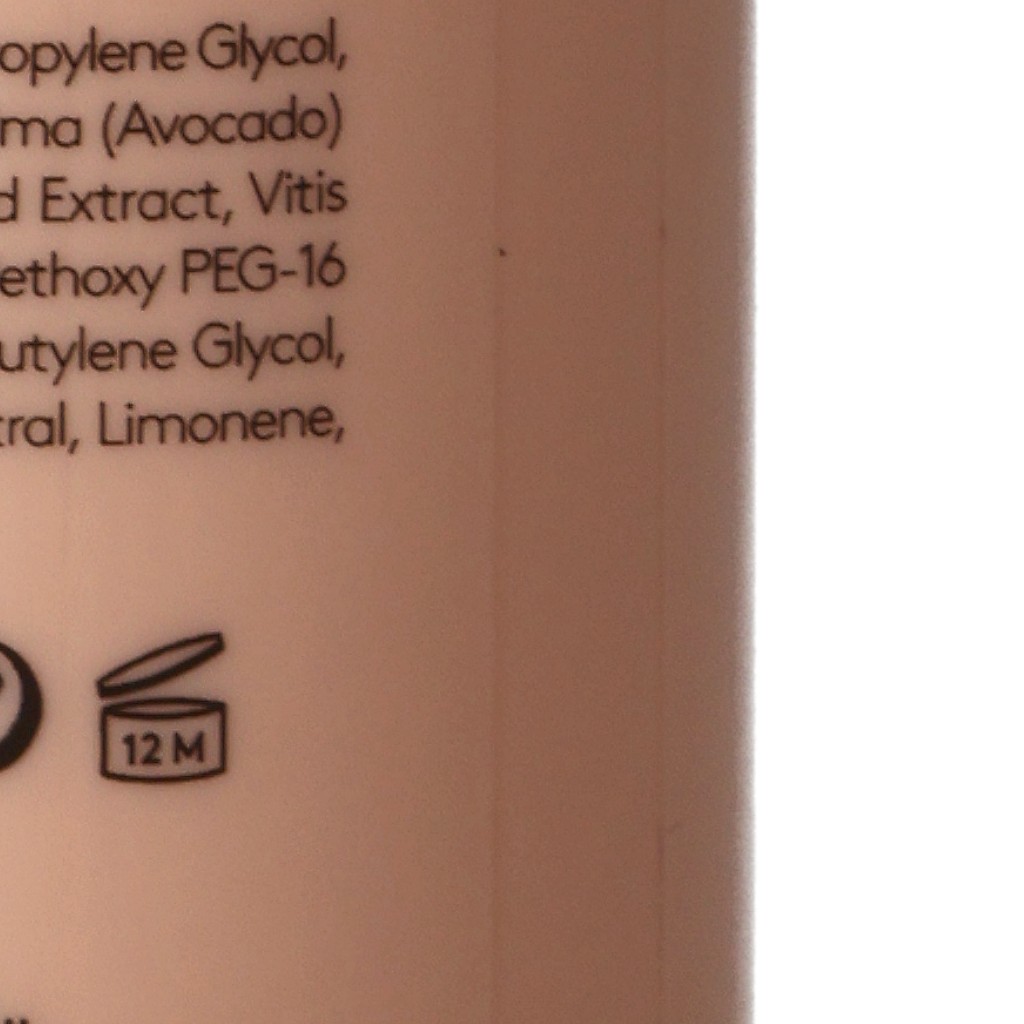 opylene Glycol,
ma (Avocado)
d Extract, Vitis
ethoxy PEG-16
utylene Glycol,
tral, Limonene,
12 M